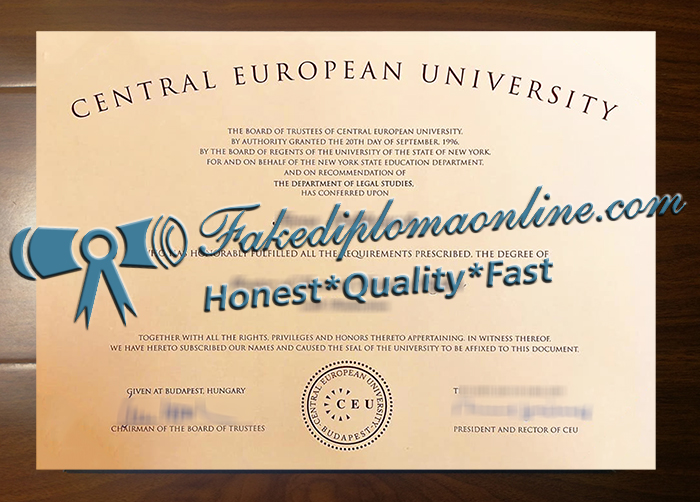 CENTRAL EUROPEAN UNIVERSITY
THE BOARD OF TRUSTEES OF CENTRAL EUROPEAN UNIVERSITY,
BY AUTHORITY GRANTED THE 20TH DAY OF SEPTEMBER, 1996,
BY THE BOARD OF REGENTS OF THE UNIVERSITY OF THE STATE OF NEW YORK,
FOR AND ON BEHALF OF THE NEW YORK STATE EDUCATION DEPARTMENT,
AND ON RECOMMENDATION OF
THE DEPARTMENT OF LEGAL STUDIES,
HAS CONFERRED UPON
© Fakediplomaonline.com
HONORABLY FULFILLED ALL THE REQUIREMENTS PRESCRIBED, THE DEGREE OF
Honest*Quality*Fast
TOGETHER WITH ALL THE RIGHTS, PRIVILEGES AND HONORS THERETO APPERTAINING. IN WITNESS THEREOF,
WE HAVE HERETO SUBSCRIBED OUR NAMES AND CAUSED THE SEAL OF THE UNIVERSITY TO BE AFFIXED TO THIS DOCUMENT.
GIVEN AT BUDAPEST, HUNGARY
CHAIRMAN OF THE BOARD OF TRUSTEES
CENTRAL EUROPEAN UNIVERSITY
CEU
BUDAPEST
PRESIDENT AND RECTOR OF CEU